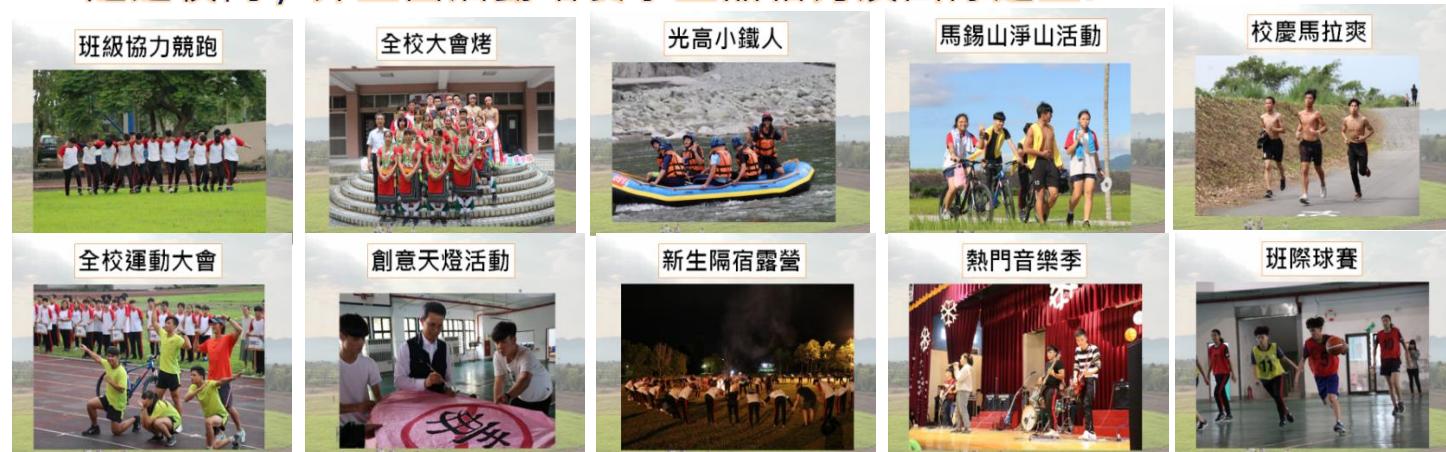 班級協力競跑
全校大會烤
光高小鐵人
馬錫山淨山活動
校慶馬拉爽
全校運動大會
創意天燈活動
新生隔宿露營
熱門音樂季
班際球賽